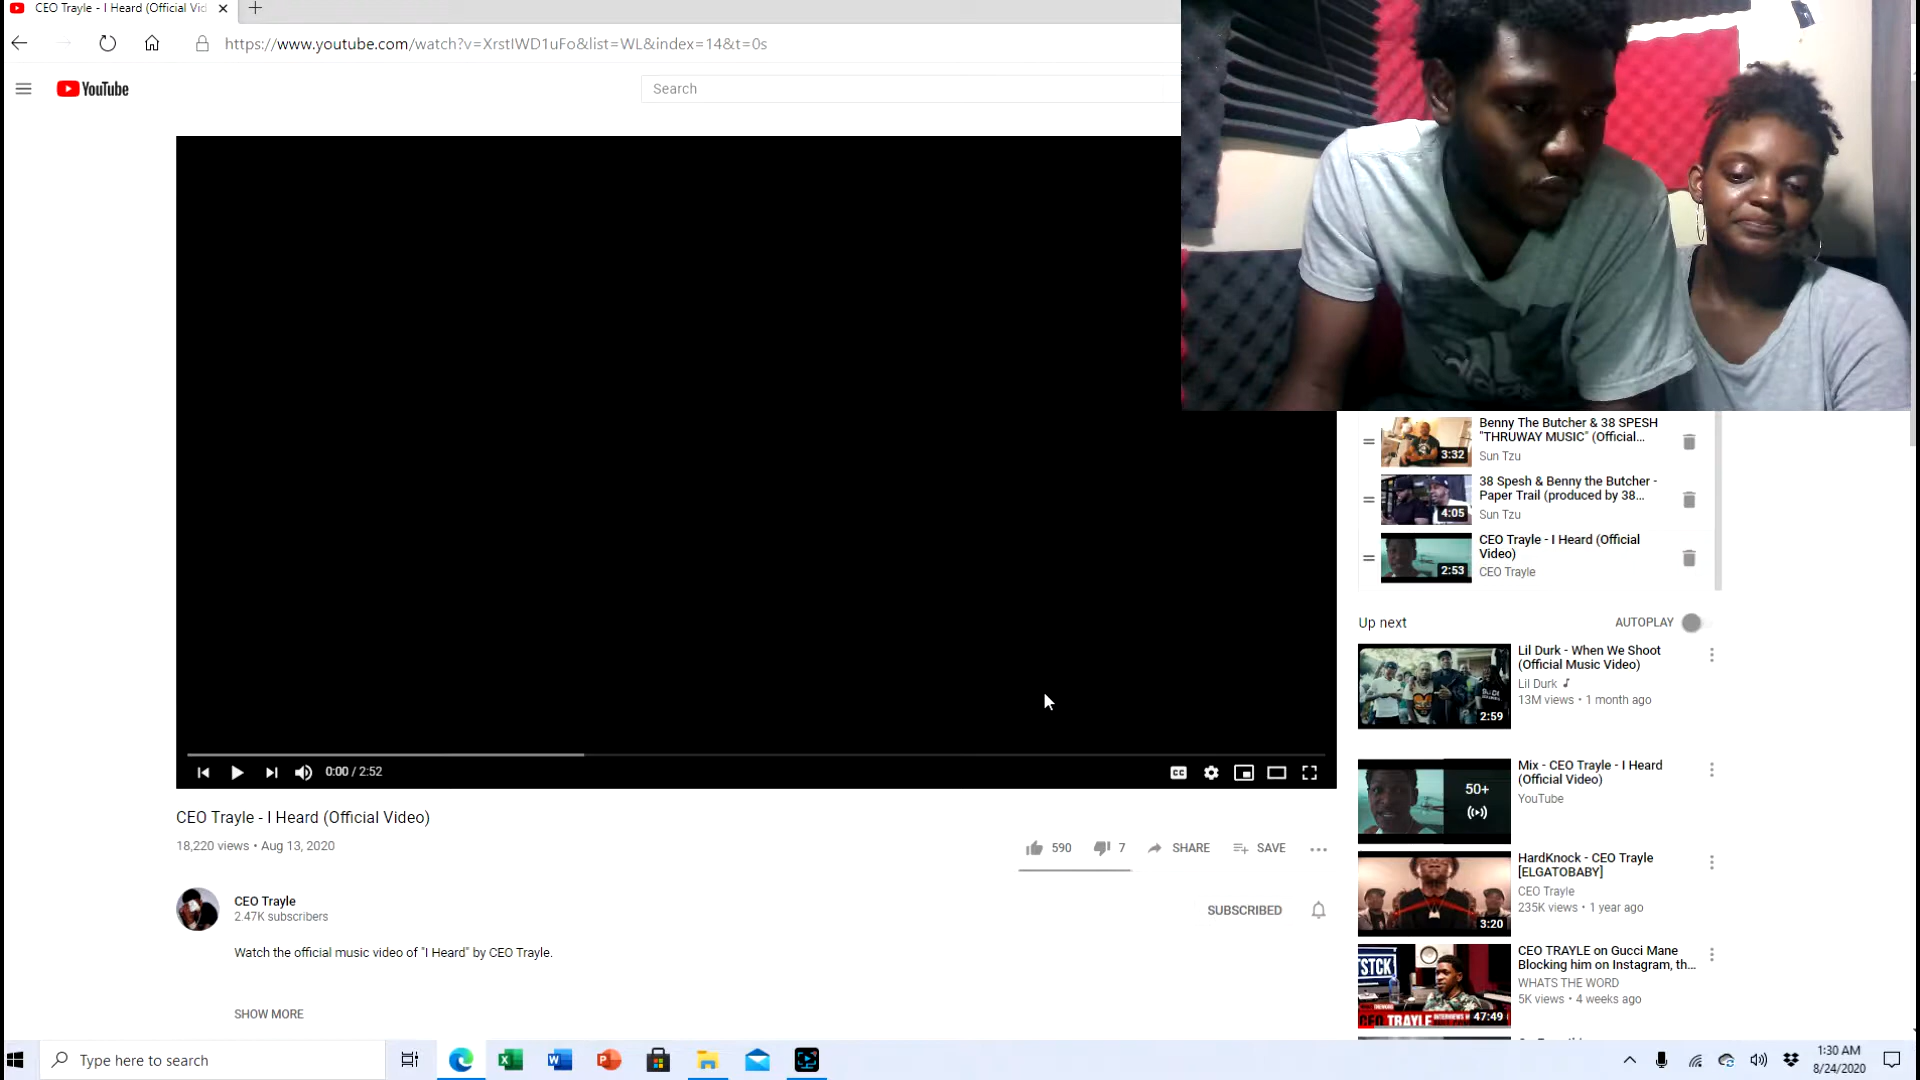 CEO Trayle - I Heard (Official Vid
https://www.youtube.com/watch?v=XrstIWD1uFo&list=WL&index=14&t=0s
YouTube
Search
0:00 / 2:52
CC
CEO Trayle - I Heard (Official Video)
18,220 views • Aug 13, 2020
590
7
SHARE
SAVE
CEO Trayle
2.47K subscribers
SUBSCRIBED
Watch the official music video of "I Heard" by CEO Trayle.
SHOW MORE
Benny The Butcher & 38 SPESH
"THRUWAY MUSIC" (Official...
Sun Tzu
3:32
38 Spesh & Benny the Butcher -
Paper Trail (produced by 38...
Sun Tzu
4:05
CEO Trayle - I Heard (Official
Video)
CEO Trayle
2:53
Up next
AUTOPLAY
Lil Durk - When We Shoot
(Official Music Video)
Lil Durk
13M views • 1 month ago
2:59
Mix - CEO Trayle - I Heard
(Official Video)
YouTube
50+
HardKnock - CEO Trayle
[ELGATOBABY]
CEO Trayle
235K views • 1 year ago
3:20
CEO TRAYLE on Gucci Mane
Blocking him on Instagram, th...
WHATS THE WORD
5K views • 4 weeks ago
47:49
Type here to search
1:30 AM
8/24/2020